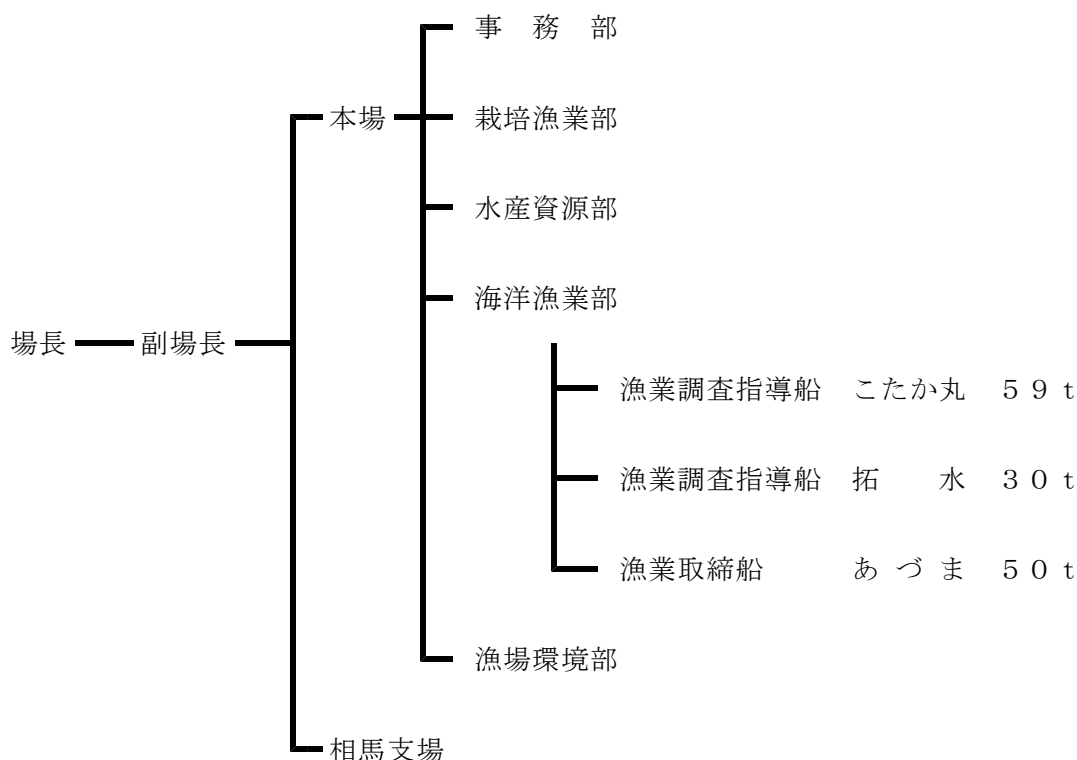 事　務　部
本場
栽培漁業部
水産資源部
海洋漁業部
場長
副場長
漁業調査指導船　こたか丸　５９ｔ
漁業調査指導船　拓　　水　３０ｔ
漁業取締船　　　あ づ ま　５０ｔ
漁場環境部
相馬支場